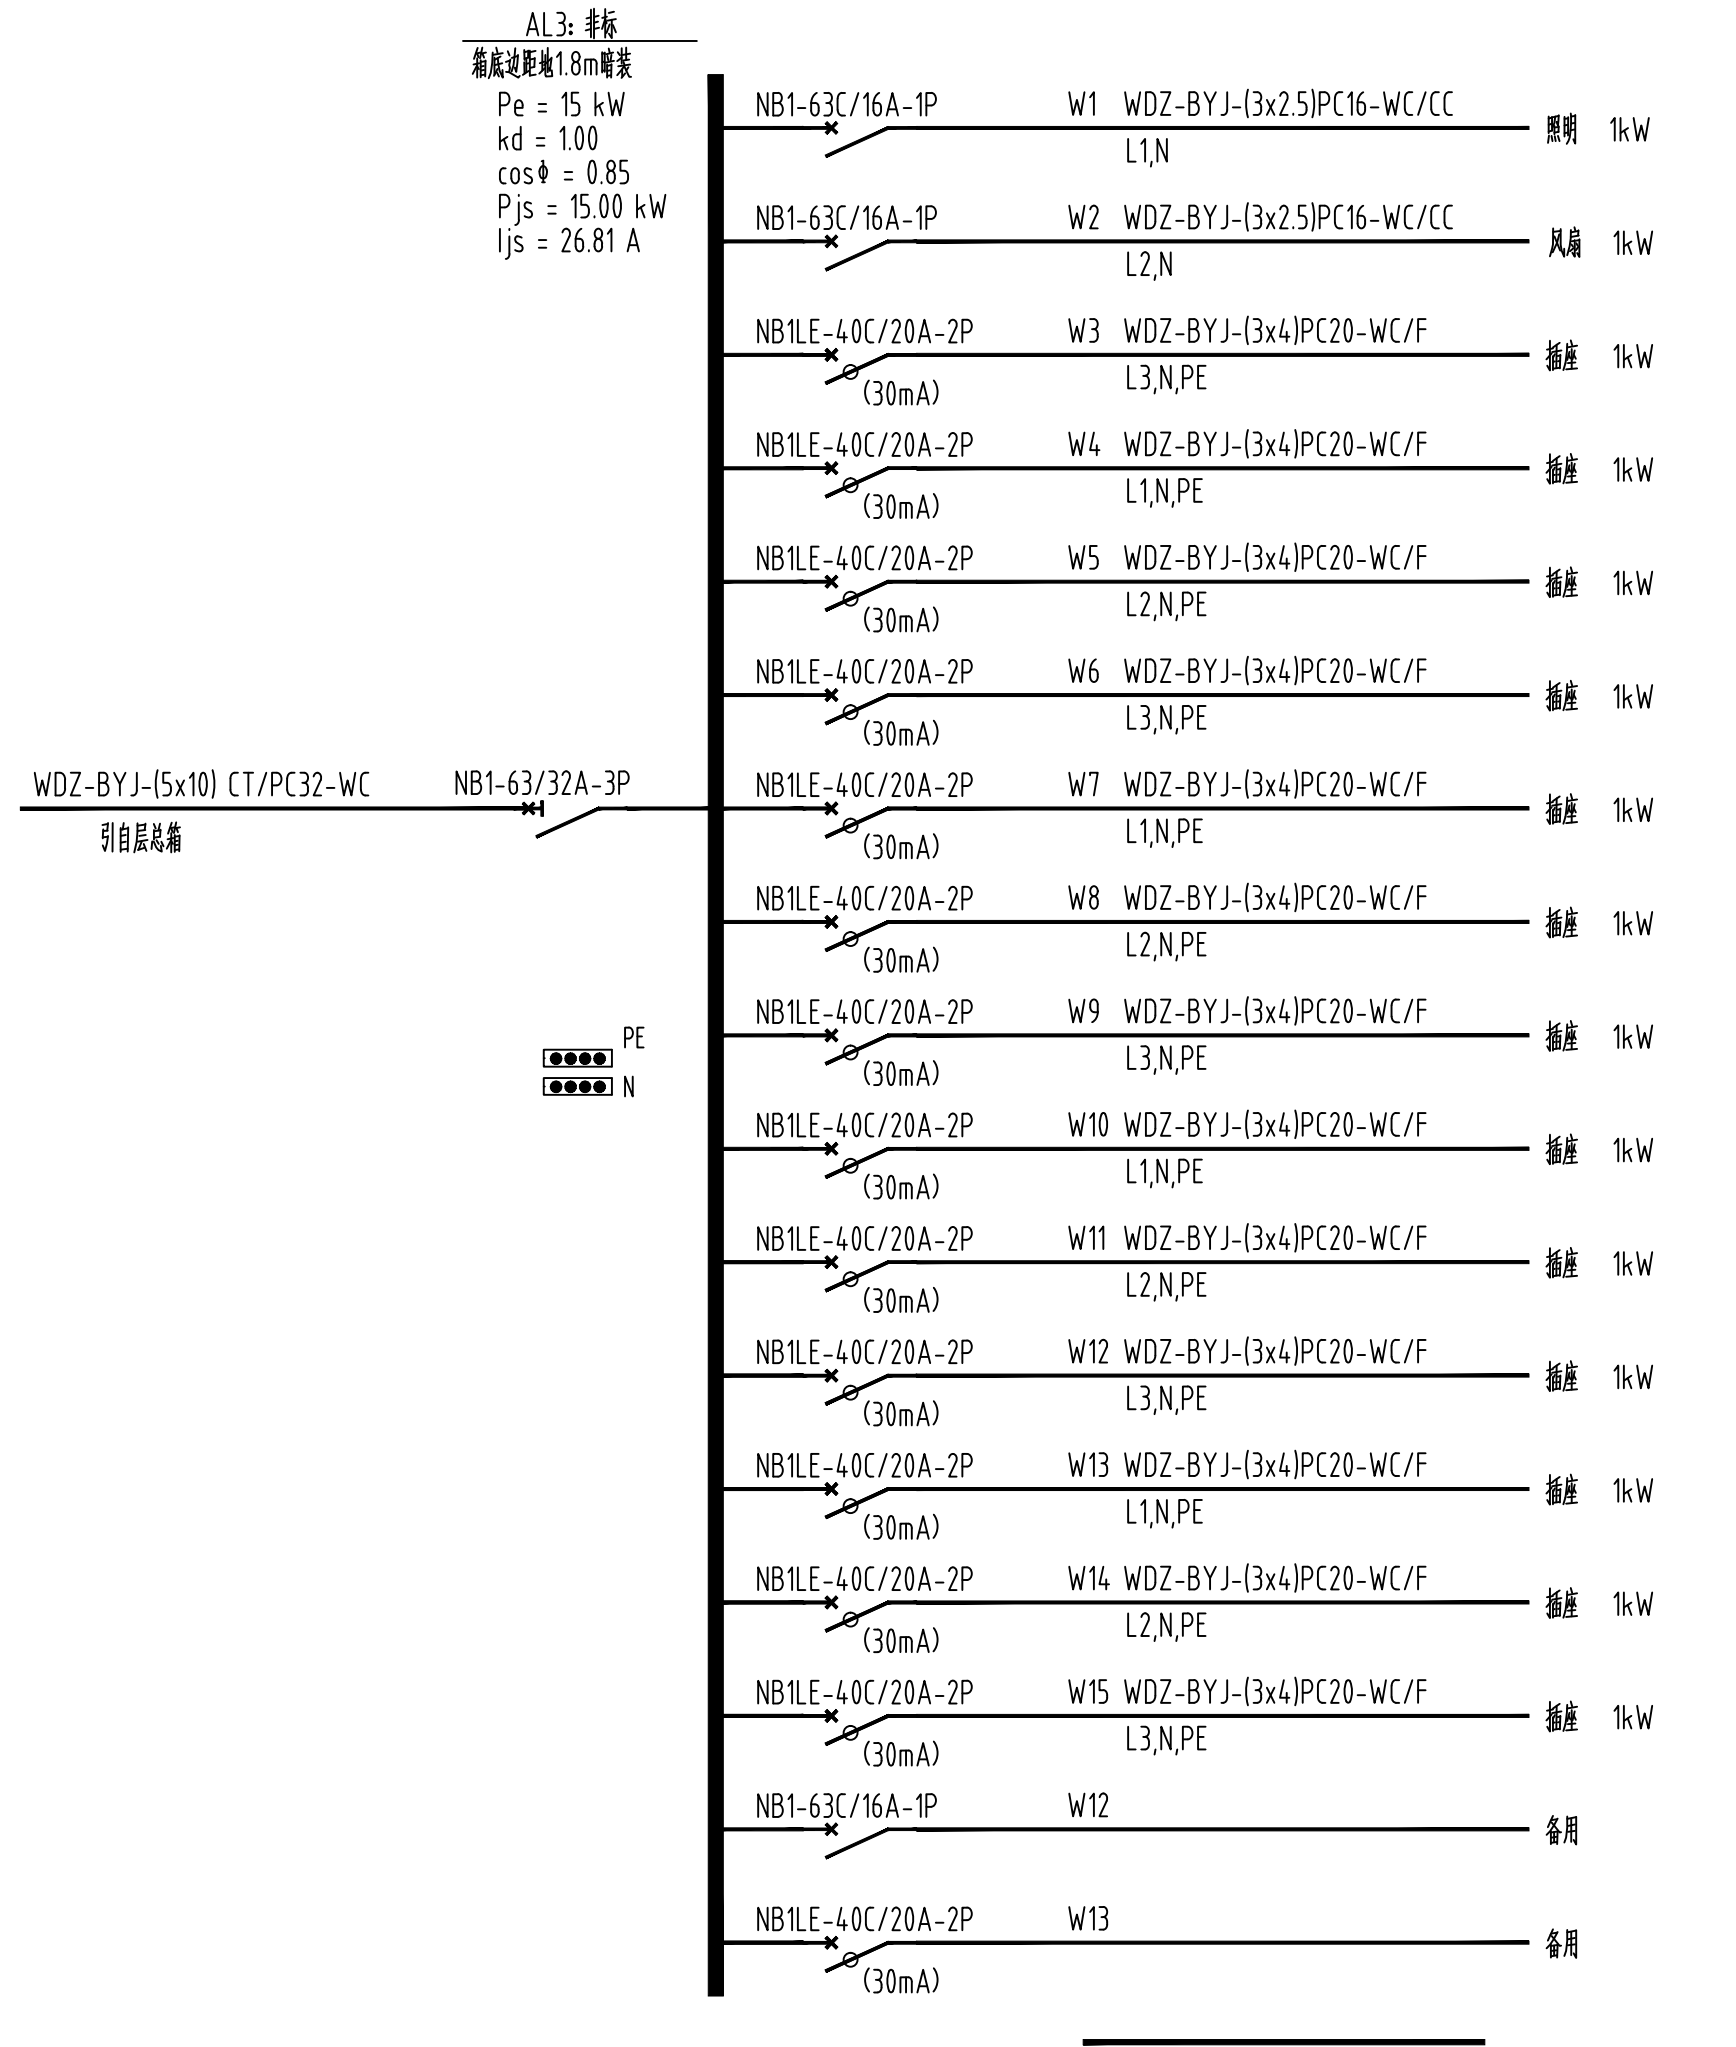 AL3: 非标
箱底边距地1.8m暗装
Pe = 15 kW
kd = 1.00
cosΦ = 0.85
Pjs = 15.00 kW
Ijs = 26.81 A
WDZ-BYJ-(5x10) CT/PC32-WC
NB1-63/32A-3P
引自层总箱
PE
N
NB1-63C/16A-1P W1 WDZ-BYJ-(3x2.5)PC16-WC/CC
L1,N
照明 1kW
NB1-63C/16A-1P W2 WDZ-BYJ-(3x2.5)PC16-WC/CC
L2,N
风扇 1kW
NB1LE-40C/20A-2P W3 WDZ-BYJ-(3x4)PC20-WC/F
(30mA) L3,N,PE
插座 1kW
NB1LE-40C/20A-2P W4 WDZ-BYJ-(3x4)PC20-WC/F
(30mA) L1,N,PE
插座 1kW
NB1LE-40C/20A-2P W5 WDZ-BYJ-(3x4)PC20-WC/F
(30mA) L2,N,PE
插座 1kW
NB1LE-40C/20A-2P W6 WDZ-BYJ-(3x4)PC20-WC/F
(30mA) L3,N,PE
插座 1kW
NB1LE-40C/20A-2P W7 WDZ-BYJ-(3x4)PC20-WC/F
(30mA) L1,N,PE
插座 1kW
NB1LE-40C/20A-2P W8 WDZ-BYJ-(3x4)PC20-WC/F
(30mA) L2,N,PE
插座 1kW
NB1LE-40C/20A-2P W9 WDZ-BYJ-(3x4)PC20-WC/F
(30mA) L3,N,PE
插座 1kW
NB1LE-40C/20A-2P W10 WDZ-BYJ-(3x4)PC20-WC/F
(30mA) L1,N,PE
插座 1kW
NB1LE-40C/20A-2P W11 WDZ-BYJ-(3x4)PC20-WC/F
(30mA) L2,N,PE
插座 1kW
NB1LE-40C/20A-2P W12 WDZ-BYJ-(3x4)PC20-WC/F
(30mA) L3,N,PE
插座 1kW
NB1LE-40C/20A-2P W13 WDZ-BYJ-(3x4)PC20-WC/F
(30mA) L1,N,PE
插座 1kW
NB1LE-40C/20A-2P W14 WDZ-BYJ-(3x4)PC20-WC/F
(30mA) L2,N,PE
插座 1kW
NB1LE-40C/20A-2P W15 WDZ-BYJ-(3x4)PC20-WC/F
(30mA) L3,N,PE
插座 1kW
NB1-63C/16A-1P W12
备用
NB1LE-40C/20A-2P W13
(30mA)
备用